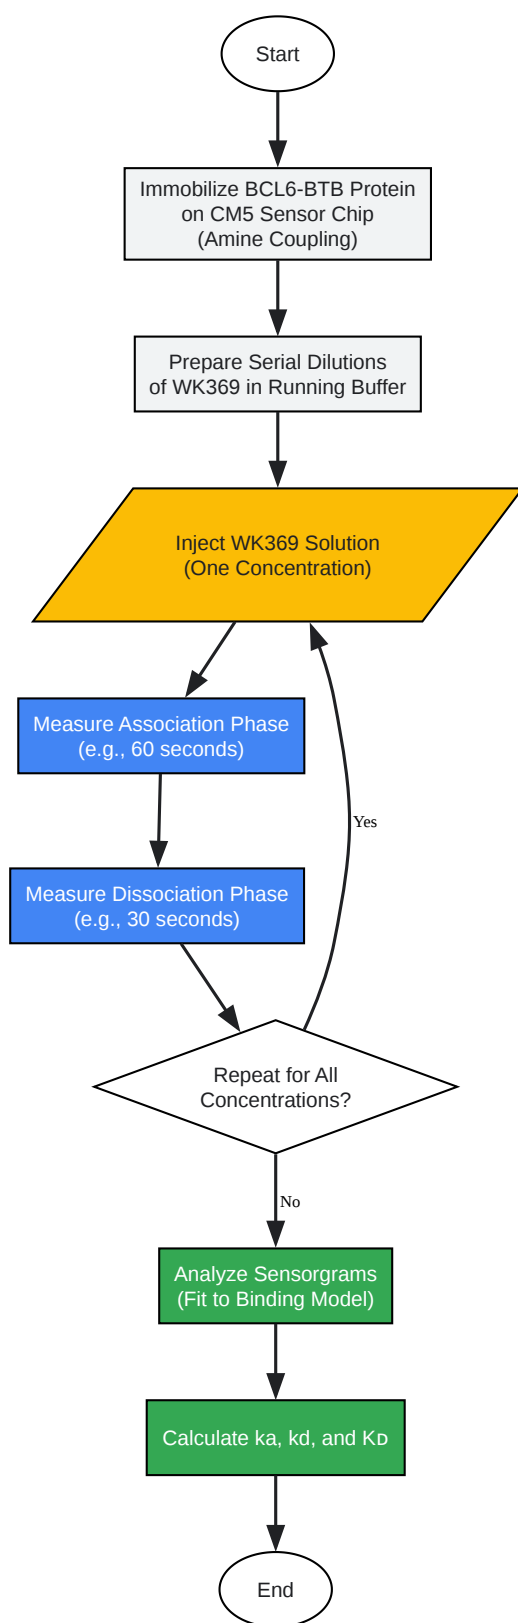 Start
Immobilize BCL6-BTB Protein
on CM5 Sensor Chip
(Amine Coupling)
Prepare Serial Dilutions
of WK369 in Running Buffer
Inject WK369 Solution
(One Concentration)
Measure Association Phase
(e.g., 60 seconds)
Yes
Measure Dissociation Phase
(e.g., 30 seconds)
Repeat for All
Concentrations?
No
Analyze Sensorgrams
(Fit to Binding Model)
Calculate ka, kd, and Kᴅ
End